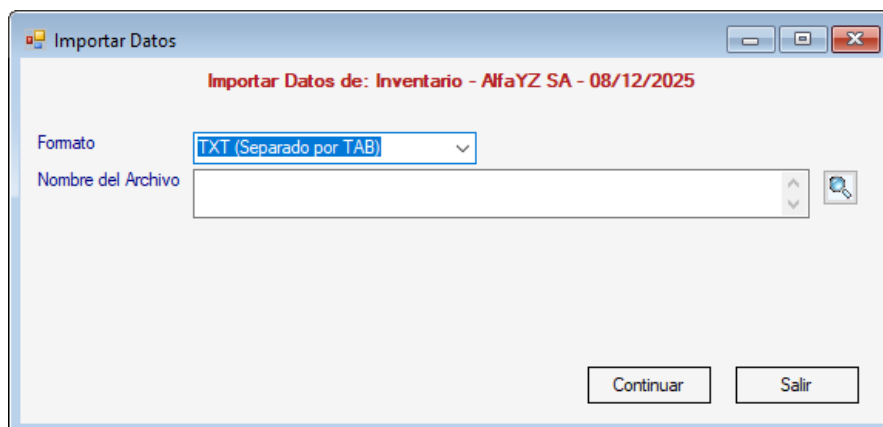 Importar Datos
Importar Datos de: Inventario - AlfaYZ SA - 08/12/2025
Formato
TXT (Separado por TAB)
Nombre del Archivo
Continuar
Salir